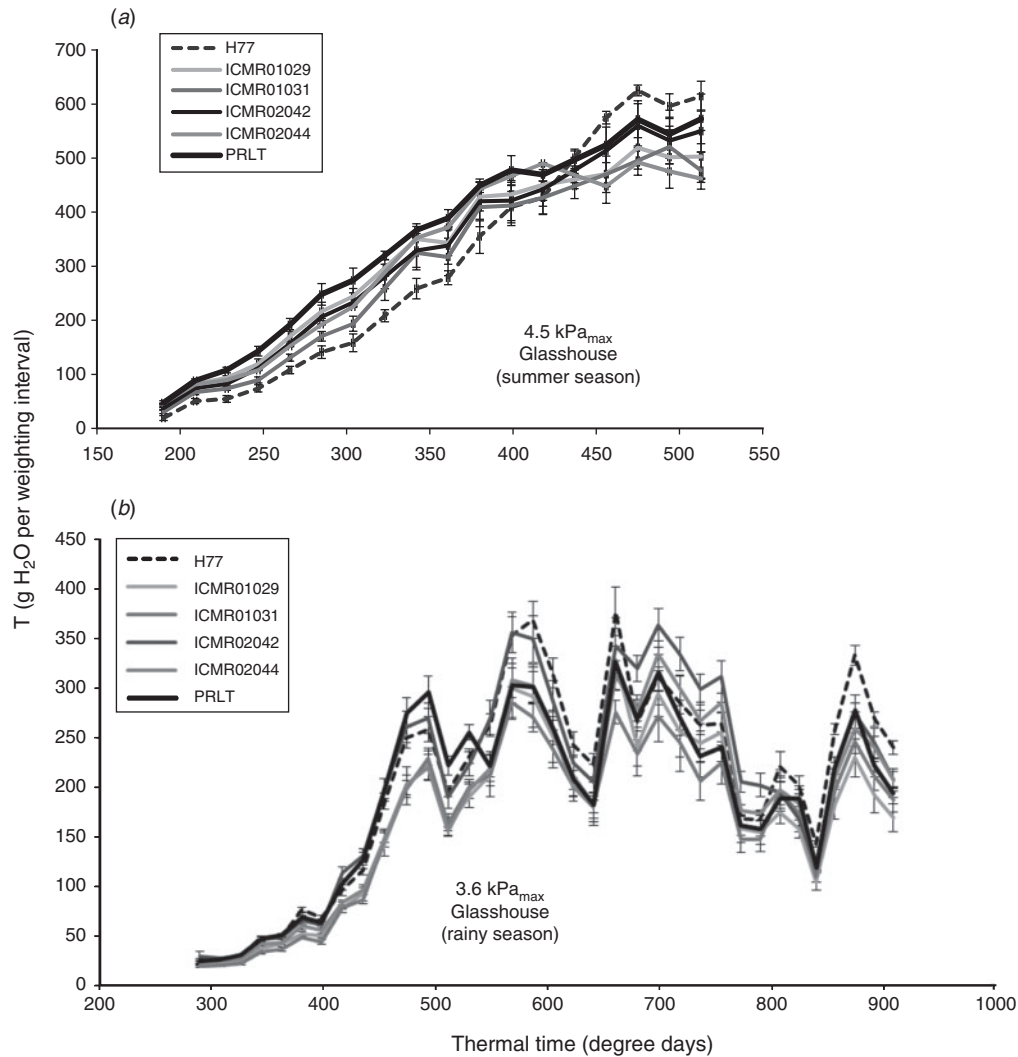 (a)
H77
ICMR01029
ICMR01031
ICMR02042
ICMR02044
PRLT
700
600
500
400
300
200
100
0
150 200 250 300 350 400 450 500 550
4.5 kPamax
Glasshouse
(summer season)
T (g H2O per weighting interval)
(b)
H77
ICMR01029
ICMR01031
ICMR02042
ICMR02044
PRLT
450
400
350
300
250
200
150
100
50
0
200 300 400 500 600 700 800 900 1000
3.6 kPamax
Glasshouse
(rainy season)
Thermal time (degree days)